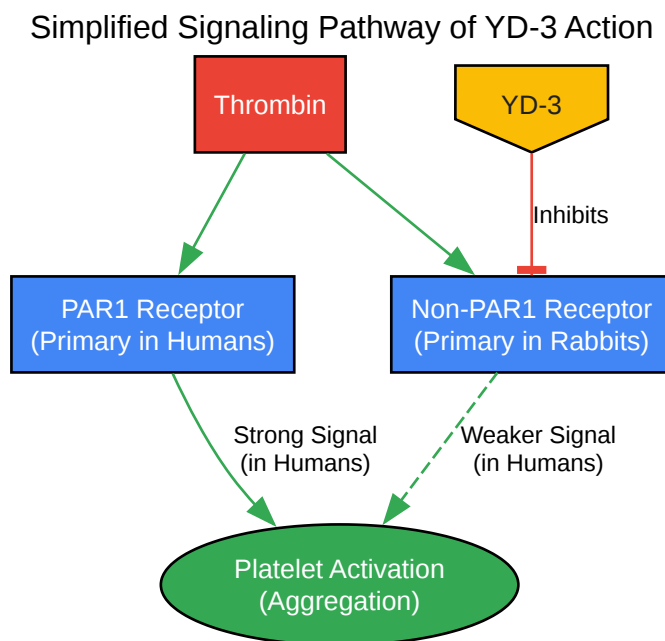 Simplified Signaling Pathway of YD-3 Action
Thrombin
YD-3
Inhibits
PAR1 Receptor
(Primary in Humans)
Non-PAR1 Receptor
(Primary in Rabbits)
Strong Signal
(in Humans)
Weaker Signal
(in Humans)
Platelet Activation
(Aggregation)